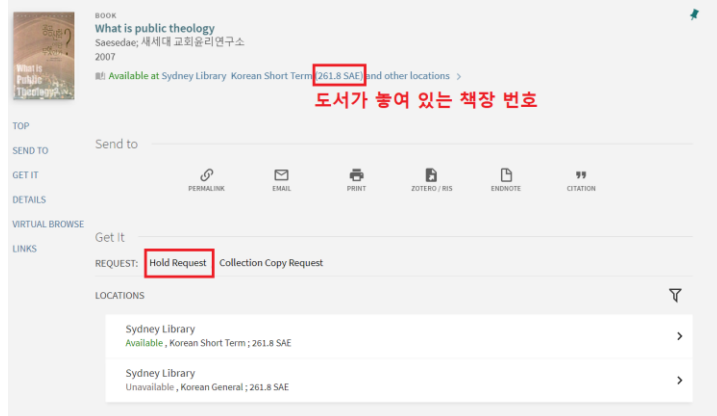 BOOK
What is public theology
Saesedae; 새세대 교회윤리연구소
2007
Available at Sydney Library Korean Short Term (261.8 SAE) and other locations >
도서가 놓여 있는 책장 번호
What is
Public
Theology?
TOP
SEND TO
GET IT
DETAILS
VIRTUAL BROWSE
LINKS
Send to
PERMALINK EMAIL PRINT ZOTERO / RIS ENDNOTE CITATION
Get It
REQUEST: Hold Request Collection Copy Request
LOCATIONS
Sydney Library
Available , Korean Short Term ; 261.8 SAE
Sydney Library
Unavailable , Korean General ; 261.8 SAE